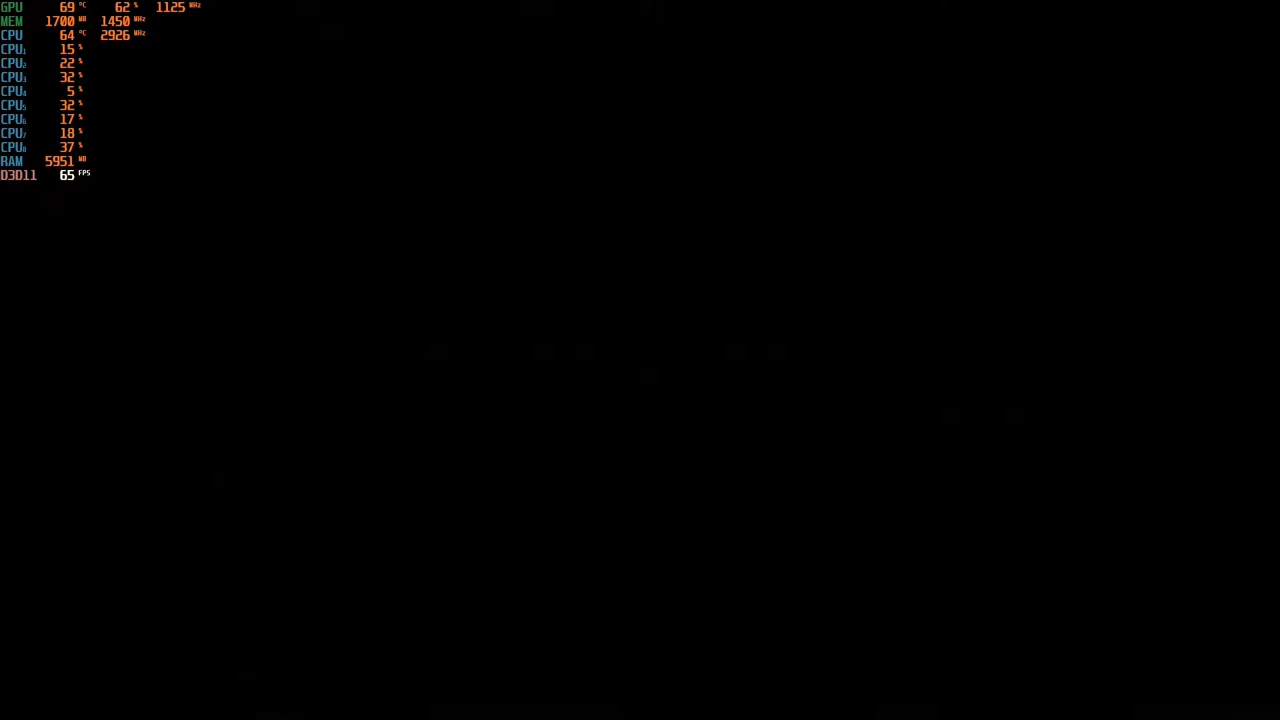 GPU 69 °C 62 % 1125 MHz
MEM 1700 MB 1450 MHz
CPU 64 °C 2926 MHz
CPU1 15 %
CPU2 22 %
CPU3 32 %
CPU4 5 %
CPU5 32 %
CPU6 17 %
CPU7 18 %
CPU8 37 %
RAM 5951 MB
D3D11 65 FPS